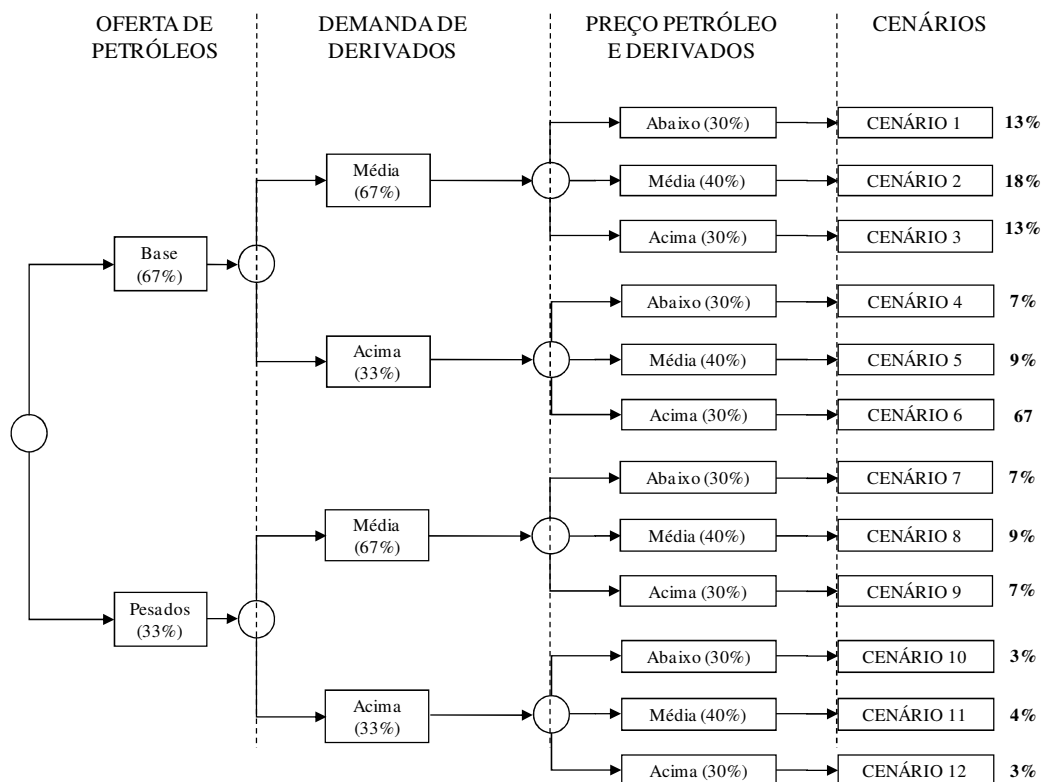 OFERTA DE
PETRÓLEOS
DEMANDA DE
DERIVADOS
PREÇO PETRÓLEO
E DERIVADOS
CENÁRIOS
Abaixo (30%)
CENÁRIO 1
13%
Média
(67%)
Média (40%)
CENÁRIO 2
18%
Acima (30%)
CENÁRIO 3
13%
Base
(67%)
Abaixo (30%)
CENÁRIO 4
7%
Acima
(33%)
Média (40%)
CENÁRIO 5
9%
Acima (30%)
CENÁRIO 6
67
Abaixo (30%)
CENÁRIO 7
7%
Média
(67%)
Média (40%)
CENÁRIO 8
9%
Acima (30%)
CENÁRIO 9
7%
Pesados
(33%)
Abaixo (30%)
CENÁRIO 10
3%
Acima
(33%)
Média (40%)
CENÁRIO 11
4%
Acima (30%)
CENÁRIO 12
3%